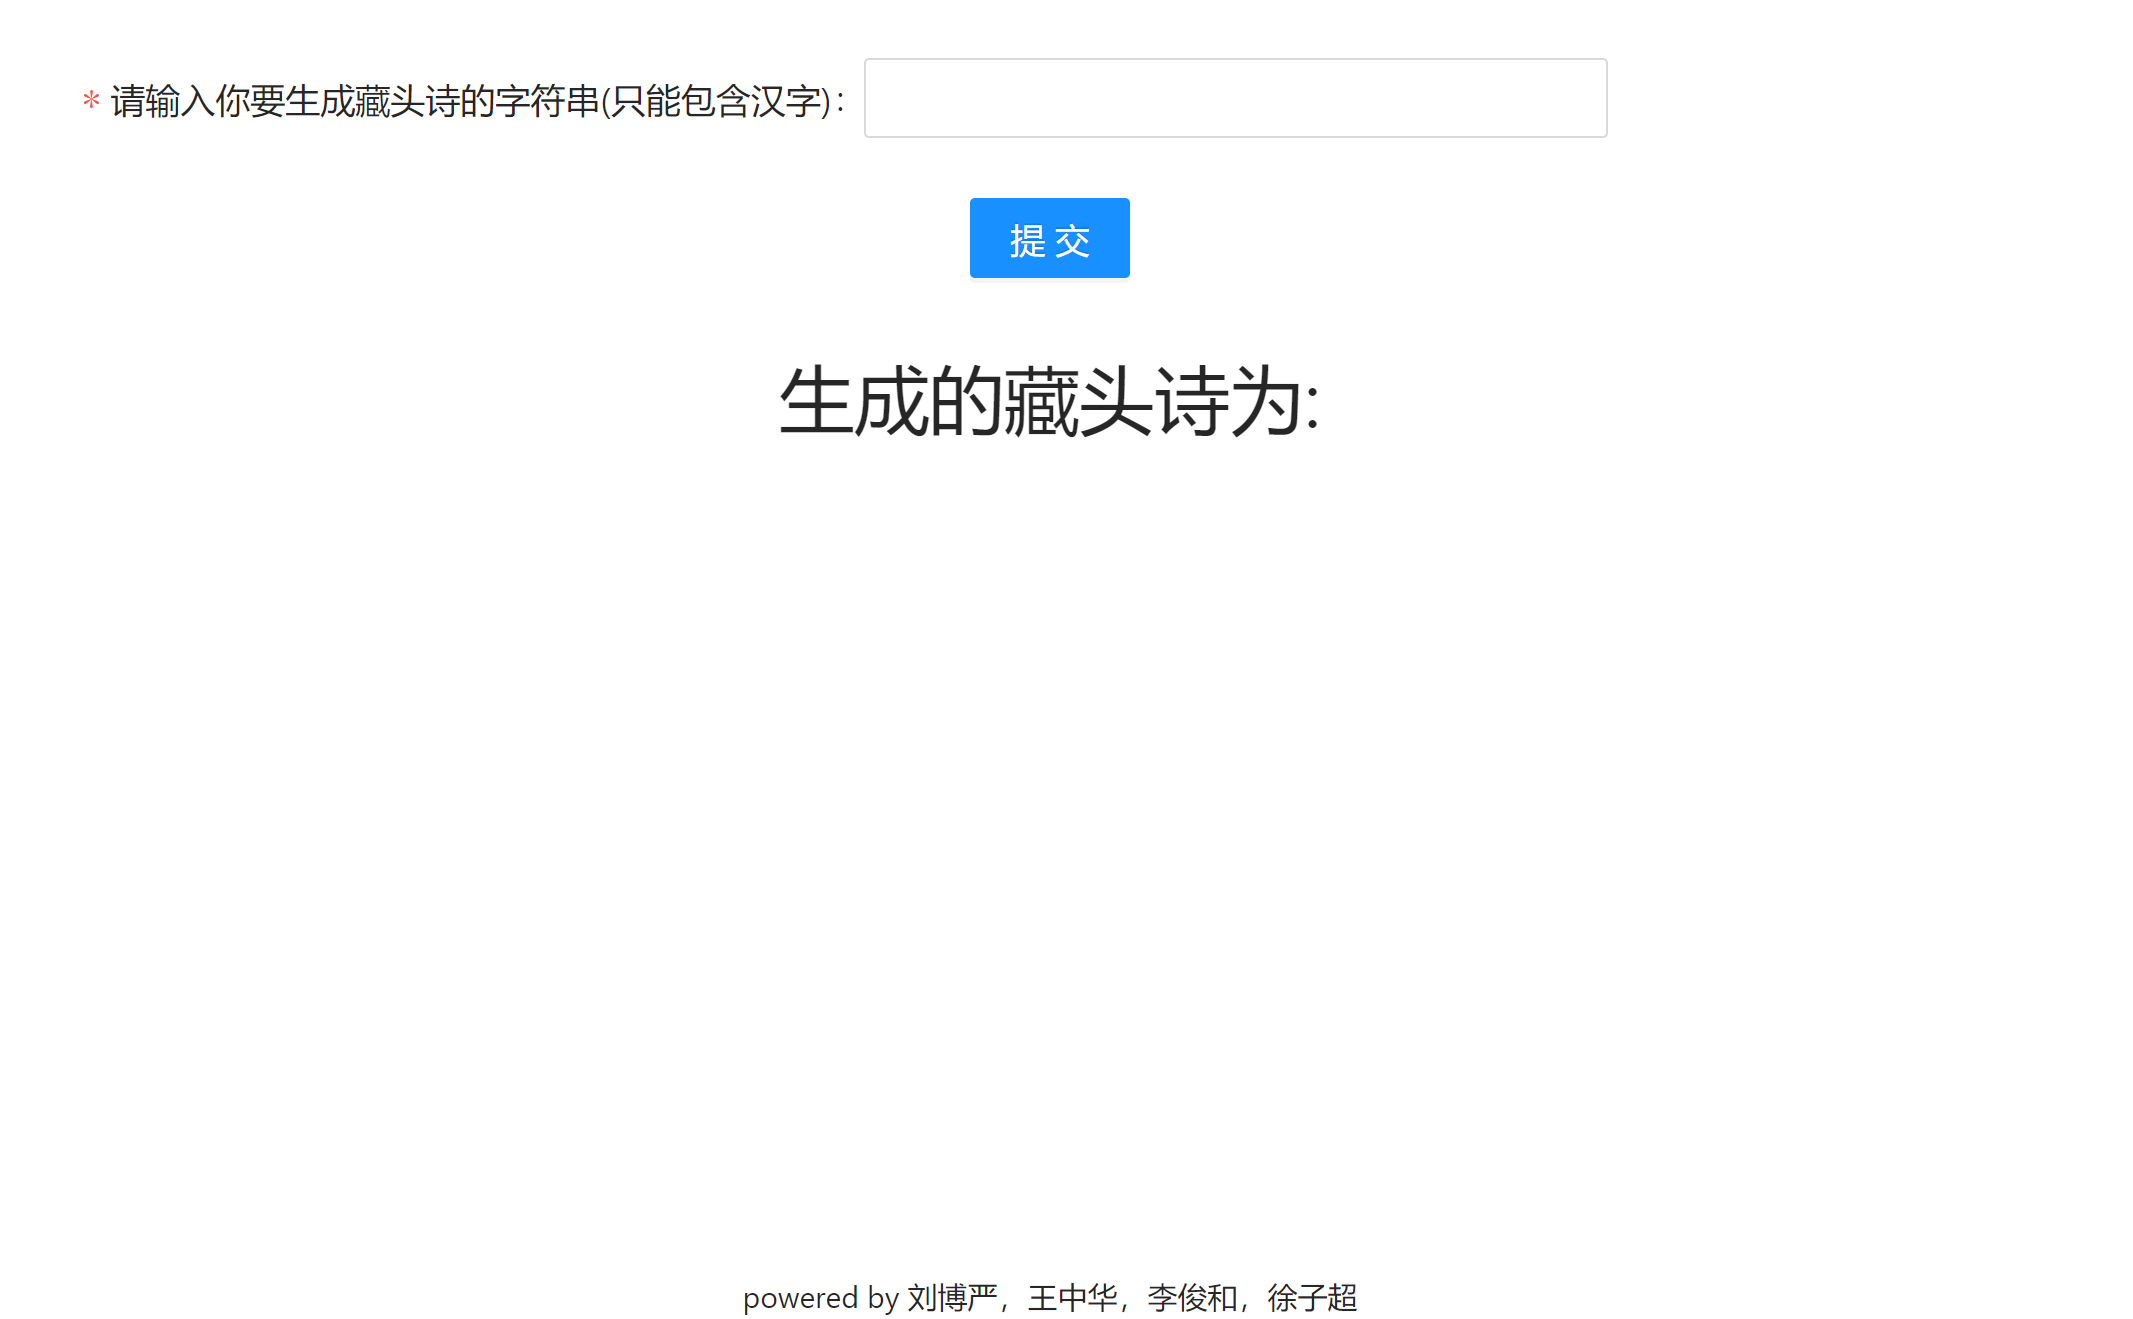 * 请输入你要生成藏头诗的字符串(只能包含汉字):
提 交
生成的藏头诗为:
powered by 刘博严，王中华，李俊和，徐子超